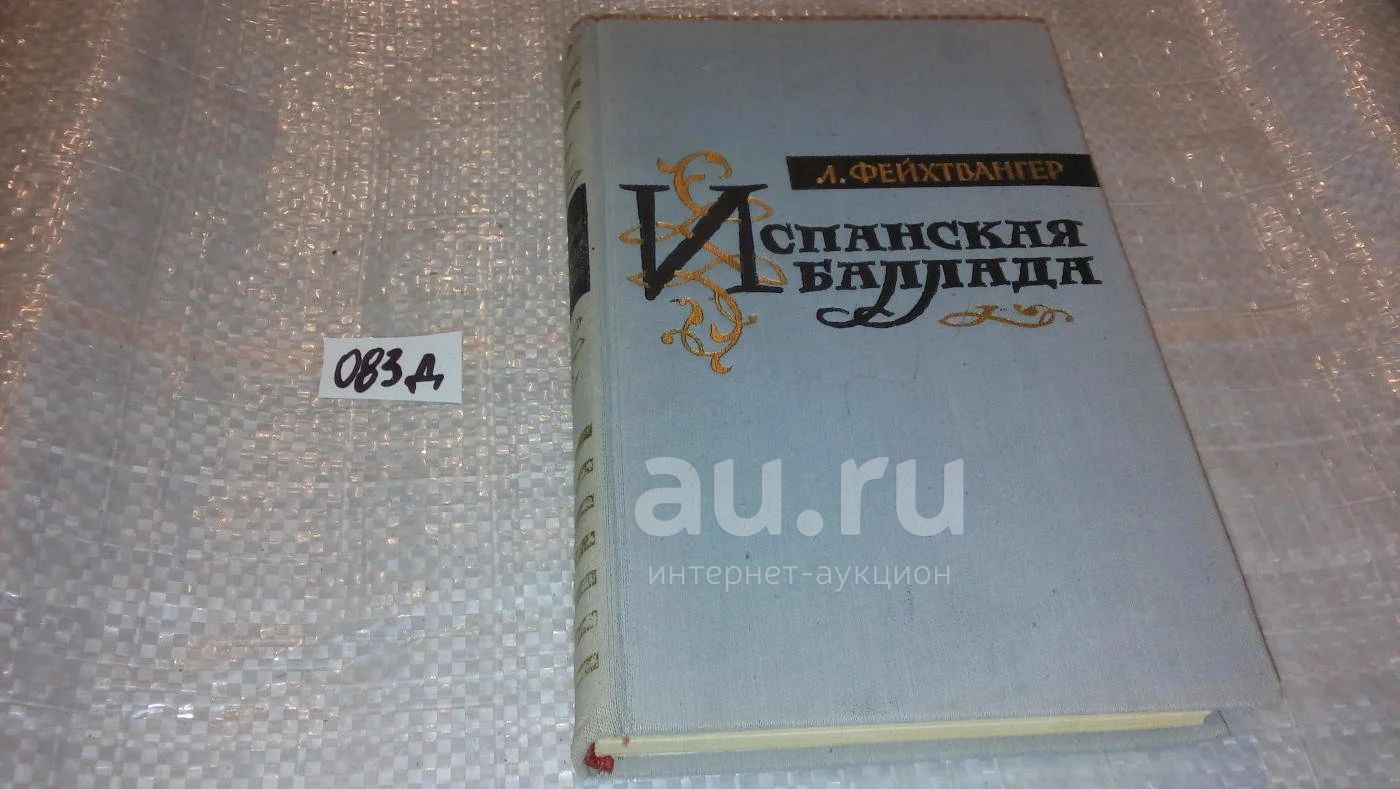 Л. ФЕЙХТВАНГЕР
ИСПАНСКАЯ
БАЛЛАДА
083д
au.ru
интернет-аукцион